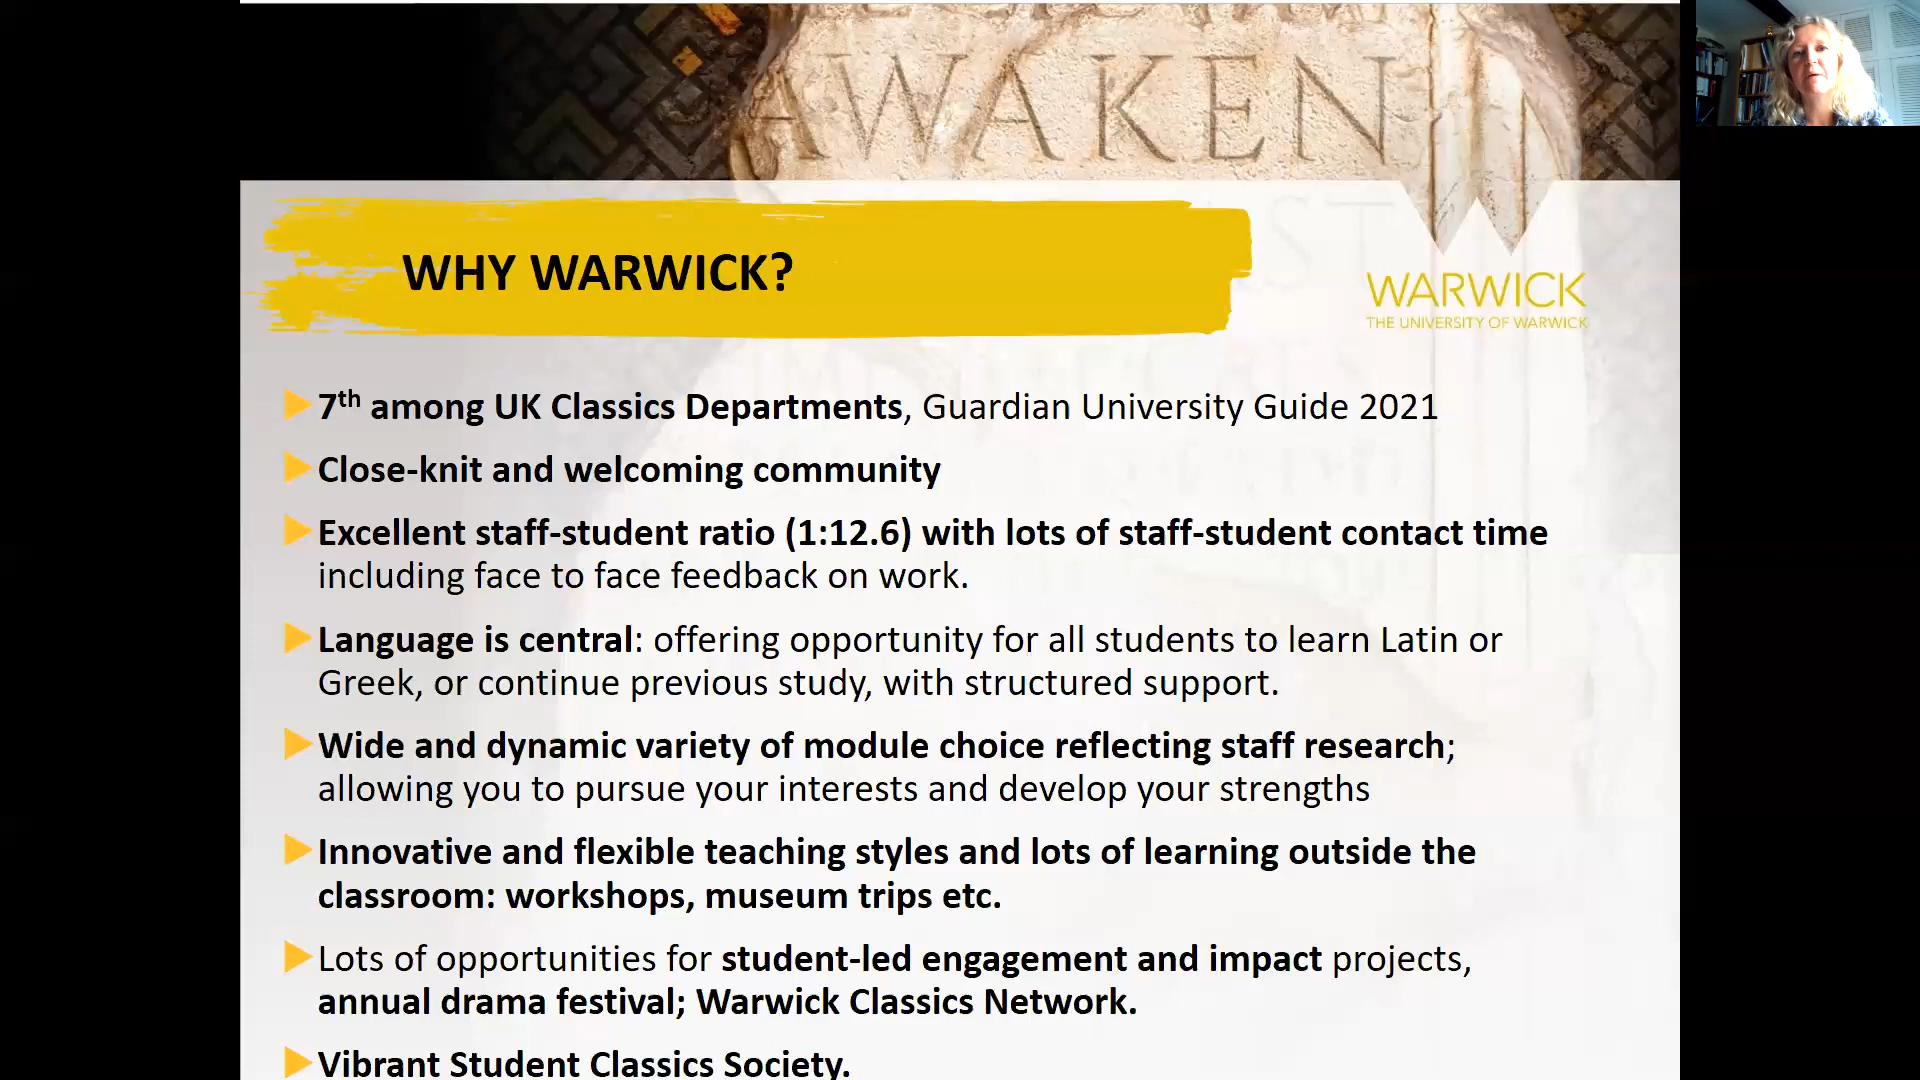 AWAKEN
WHY WARWICK?
WARWICK
THE UNIVERSITY OF WARWICK
7th among UK Classics Departments, Guardian University Guide 2021
Close-knit and welcoming community
Excellent staff-student ratio (1:12.6) with lots of staff-student contact time
including face to face feedback on work.
Language is central: offering opportunity for all students to learn Latin or
Greek, or continue previous study, with structured support.
Wide and dynamic variety of module choice reflecting staff research;
allowing you to pursue your interests and develop your strengths
Innovative and flexible teaching styles and lots of learning outside the
classroom: workshops, museum trips etc.
Lots of opportunities for student-led engagement and impact projects,
annual drama festival; Warwick Classics Network.
Vibrant Student Classics Society.